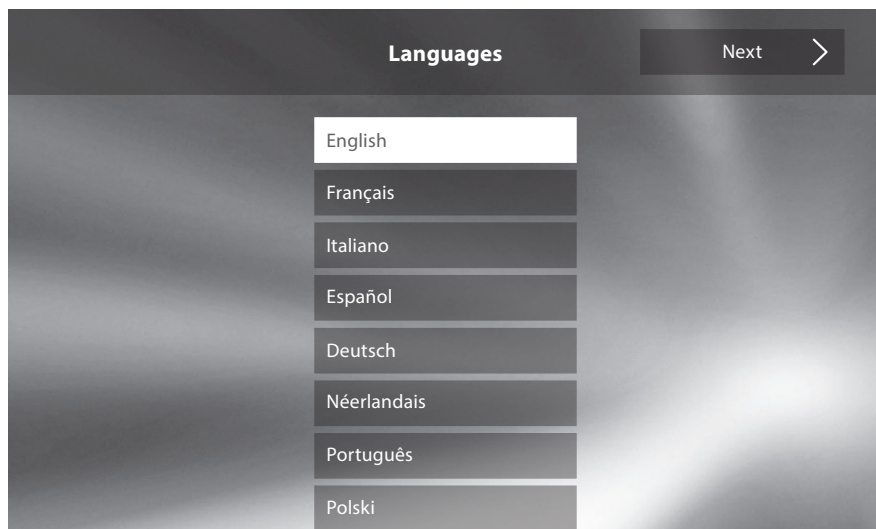 Languages
Next
English
Français
Italiano
Español
Deutsch
Néerlandais
Português
Polski